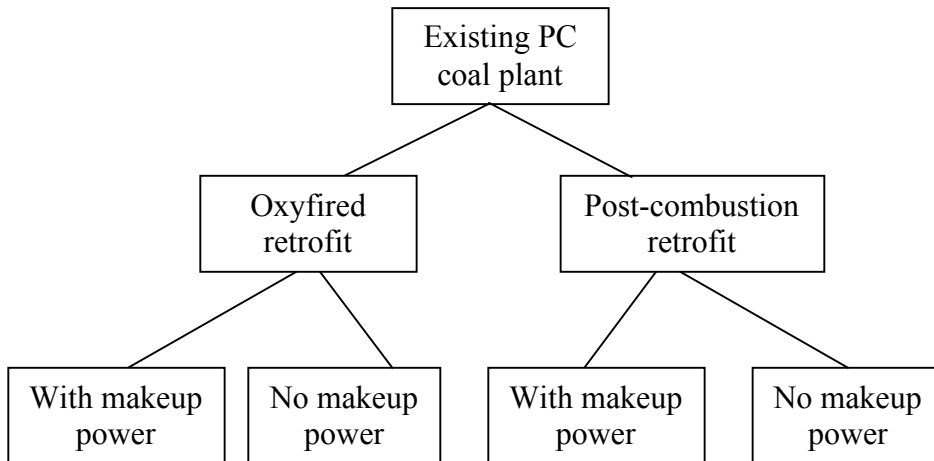 Existing PC
coal plant
Oxyfired
retrofit
Post-combustion
retrofit
With makeup
power
No makeup
power
With makeup
power
No makeup
power